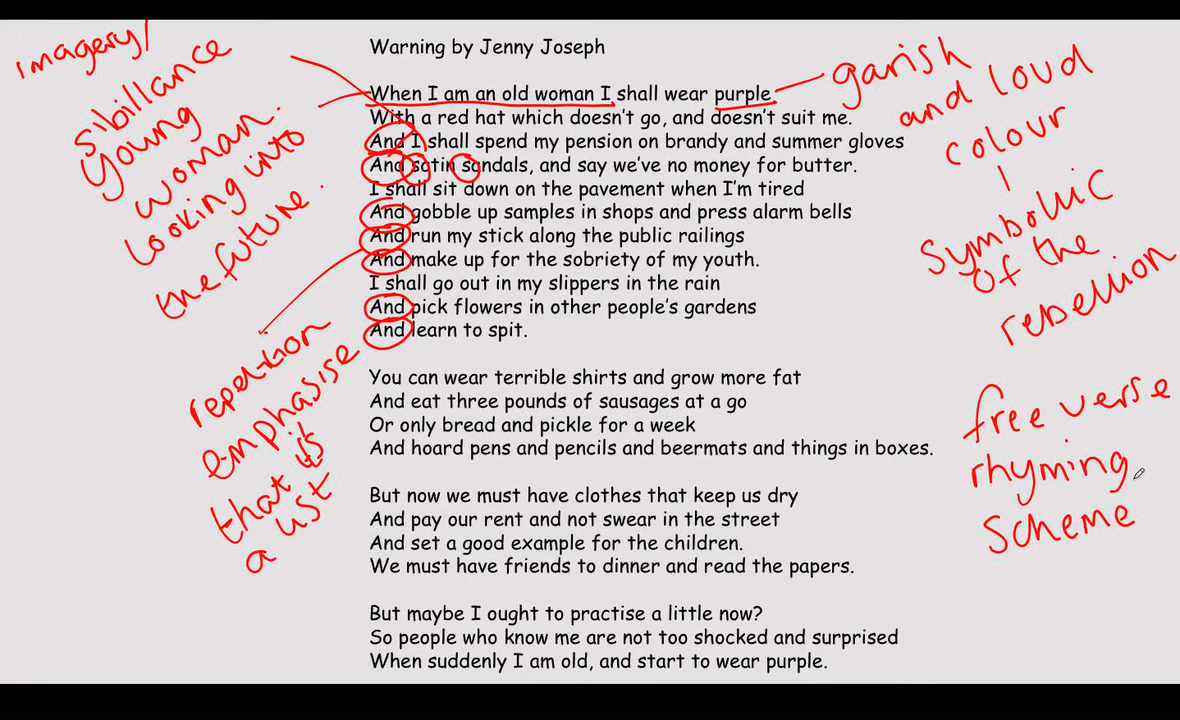 Warning by Jenny Joseph
When I am an old woman I shall wear purple
With a red hat which doesn't go, and doesn't suit me.
And I shall spend my pension on brandy and summer gloves
And satin sandals, and say we've no money for butter.
I shall sit down on the pavement when I'm tired
And gobble up samples in shops and press alarm bells
And run my stick along the public railings
And make up for the sobriety of my youth.
I shall go out in my slippers in the rain
And pick flowers in other people's gardens
And learn to spit.
You can wear terrible shirts and grow more fat
And eat three pounds of sausages at a go
Or only bread and pickle for a week
And hoard pens and pencils and beermats and things in boxes.
But now we must have clothes that keep us dry
And pay our rent and not swear in the street
And set a good example for the children.
We must have friends to dinner and read the papers.
But maybe I ought to practise a little now?
So people who know me are not too shocked and surprised
When suddenly I am old, and start to wear purple.
imagery/
sibillance
young
woman.
looking into
the future.
repetition
emphasise
that it is
a list
garish
and loud
colour
symbollic
of the
rebellion
free verse
rhyming
scheme